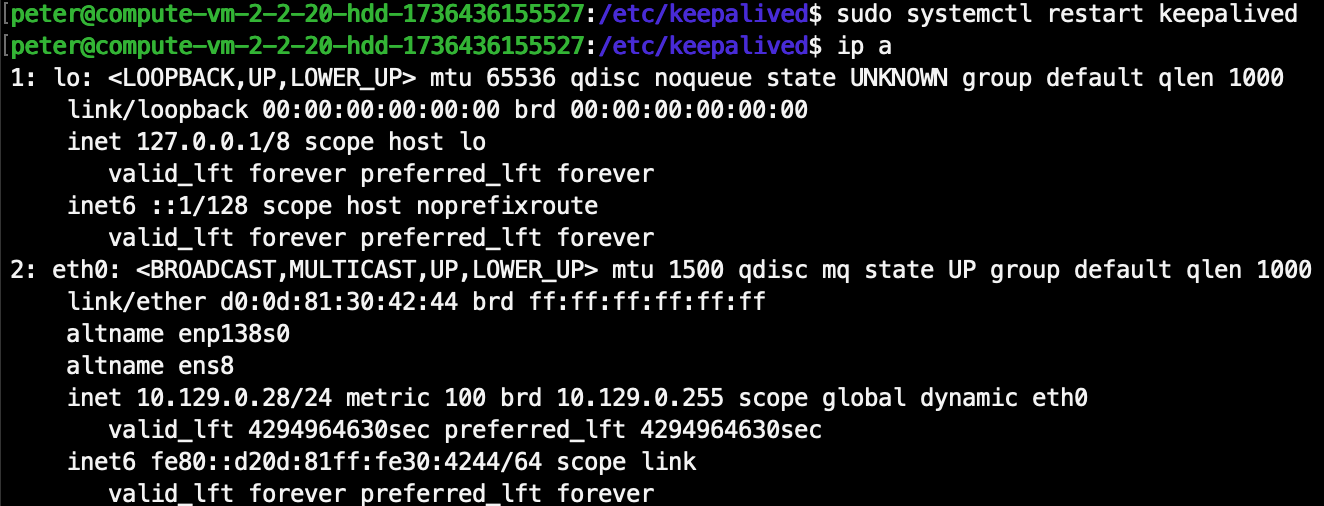 [peter@compute-vm-2-2-20-hdd-1736436155527:/etc/keepalived$ sudo systemctl restart keepalived
[peter@compute-vm-2-2-20-hdd-1736436155527:/etc/keepalived$ ip a
1: lo: <LOOPBACK,UP,LOWER_UP> mtu 65536 qdisc noqueue state UNKNOWN group default qlen 1000
    link/loopback 00:00:00:00:00:00 brd 00:00:00:00:00:00
    inet 127.0.0.1/8 scope host lo
       valid_lft forever preferred_lft forever
    inet6 ::1/128 scope host noprefixroute
       valid_lft forever preferred_lft forever
2: eth0: <BROADCAST,MULTICAST,UP,LOWER_UP> mtu 1500 qdisc mq state UP group default qlen 1000
    link/ether d0:0d:81:30:42:44 brd ff:ff:ff:ff:ff:ff
    altname enp138s0
    altname ens8
    inet 10.129.0.28/24 metric 100 brd 10.129.0.255 scope global dynamic eth0
       valid_lft 4294964630sec preferred_lft 4294964630sec
    inet6 fe80::d20d:81ff:fe30:4244/64 scope link
       valid_lft forever preferred_lft forever